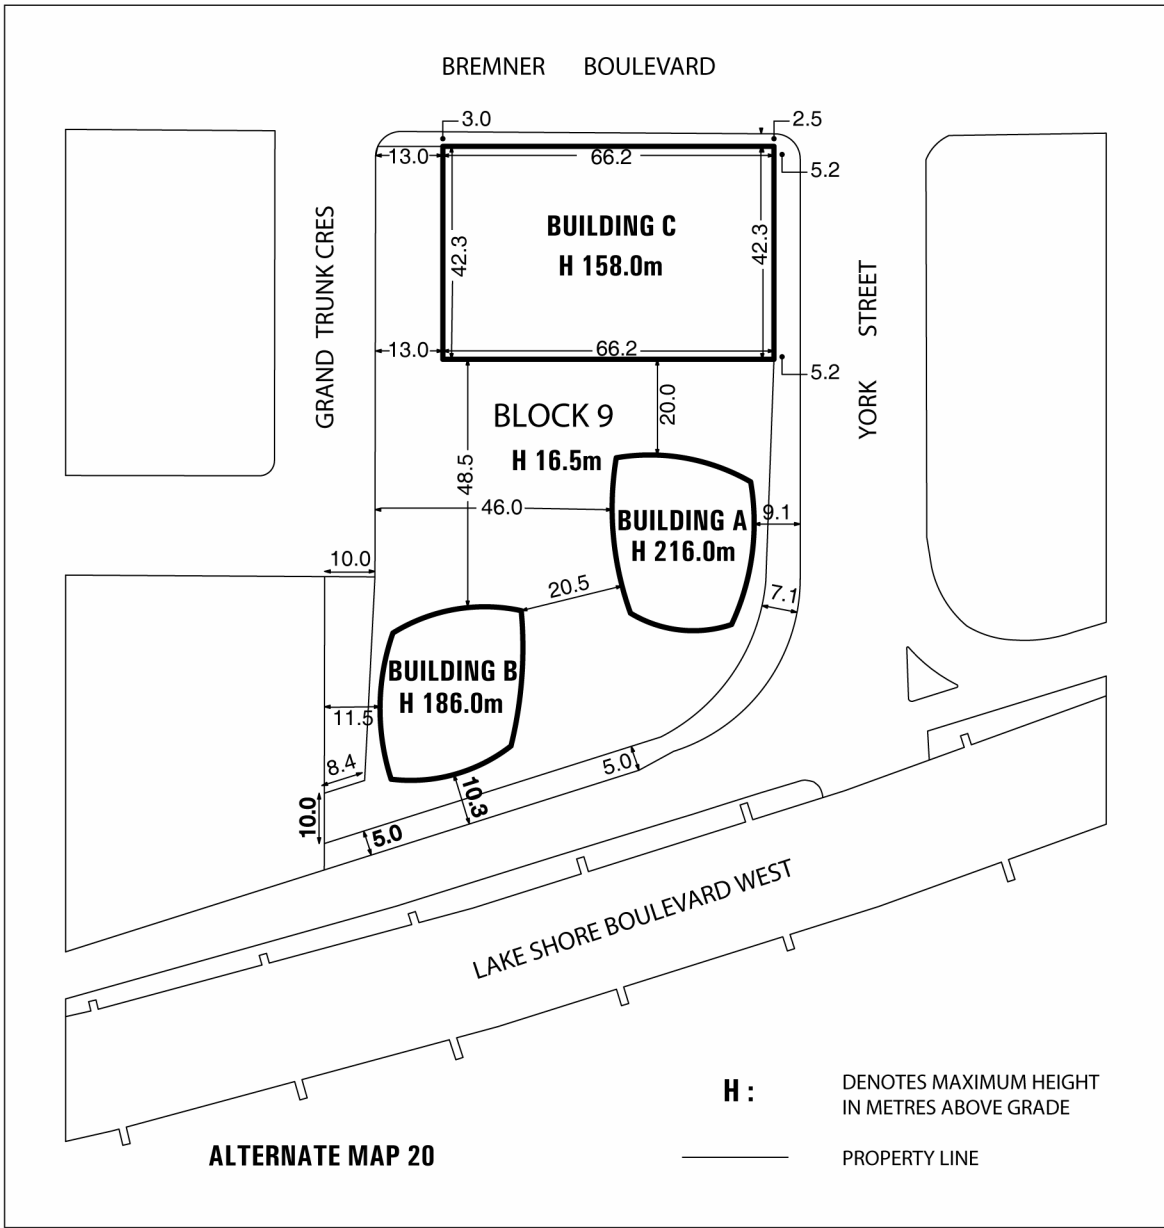 BREMNER BOULEVARD
3.0
2.5
13.0
66.2
5.2
BUILDING C
H 158.0m
42.3
42.3
GRAND TRUNK CRES
YORK STREET
13.0
66.2
5.2
20.0
BLOCK 9
H 16.5m
48.5
46.0
BUILDING A
H 216.0m
9.1
10.0
20.5
7.1
BUILDING B
H 186.0m
11.5
8.4
5.0
10.3
10.0
5.0
LAKE SHORE BOULEVARD WEST
H :
DENOTES MAXIMUM HEIGHT
IN METRES ABOVE GRADE
ALTERNATE MAP 20
PROPERTY LINE